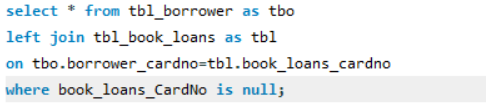 select * from tbl_borrower as tbo
left join tbl_book_loans as tbl
on tbo.borrower_cardno=tbl.book_loans_cardno
where book_loans_CardNo is null;